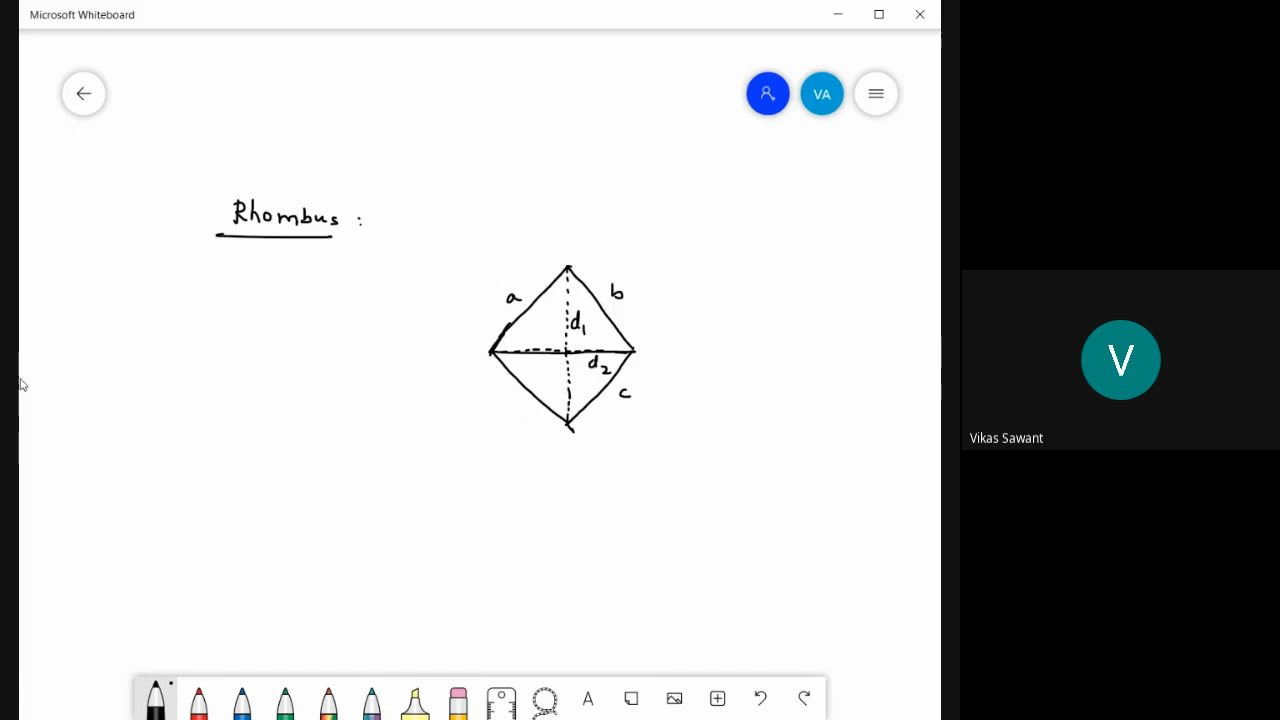 Microsoft Whiteboard
VA
Rhombus :
a
b
d1
d2
c
V
Vikas Sawant
A